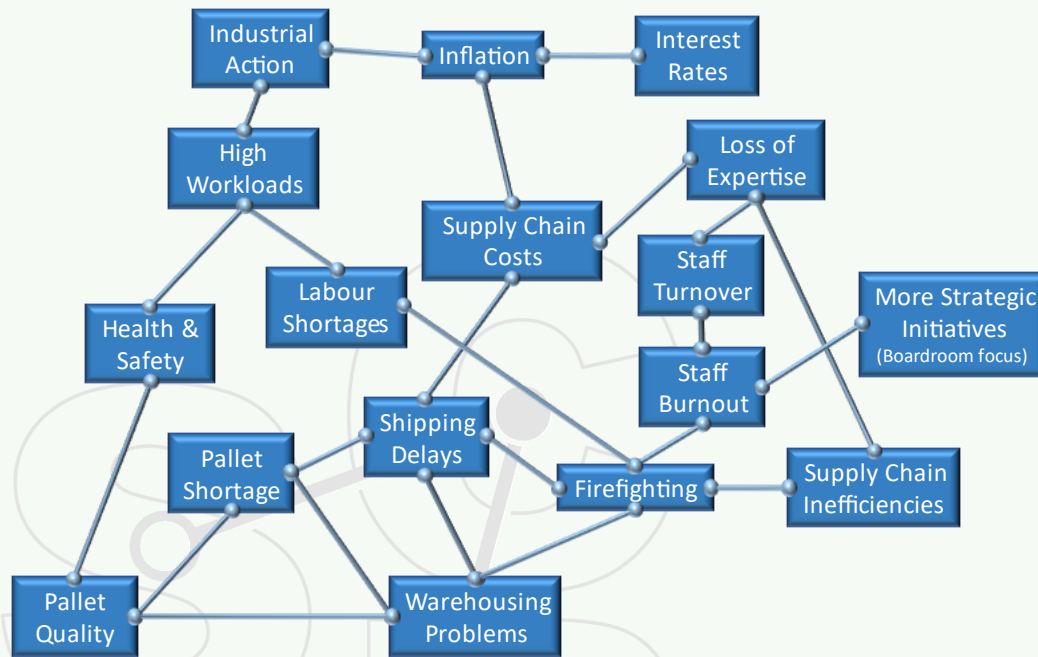 Industrial
Action
Inflation
Interest
Rates
High
Workloads
Loss of
Expertise
Supply Chain
Costs
Staff
Turnover
Labour
Shortages
More Strategic
Initiatives
(Boardroom focus)
Health &
Safety
Staff
Burnout
Shipping
Delays
Pallet
Shortage
Firefighting
Supply Chain
Inefficiencies
Pallet
Quality
Warehousing
Problems